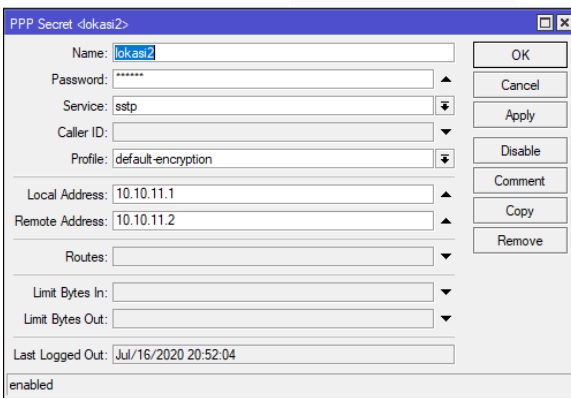 PPP Secret <lokasi2>
Name: lokasi2
OK
Password: ******
Cancel
Service: sstp
Apply
Caller ID:
Profile: default-encryption
Disable
Comment
Local Address: 10.10.11.1
Copy
Remote Address: 10.10.11.2
Remove
Routes:
Limit Bytes In:
Limit Bytes Out:
Last Logged Out: Jul/16/2020 20:52:04
enabled